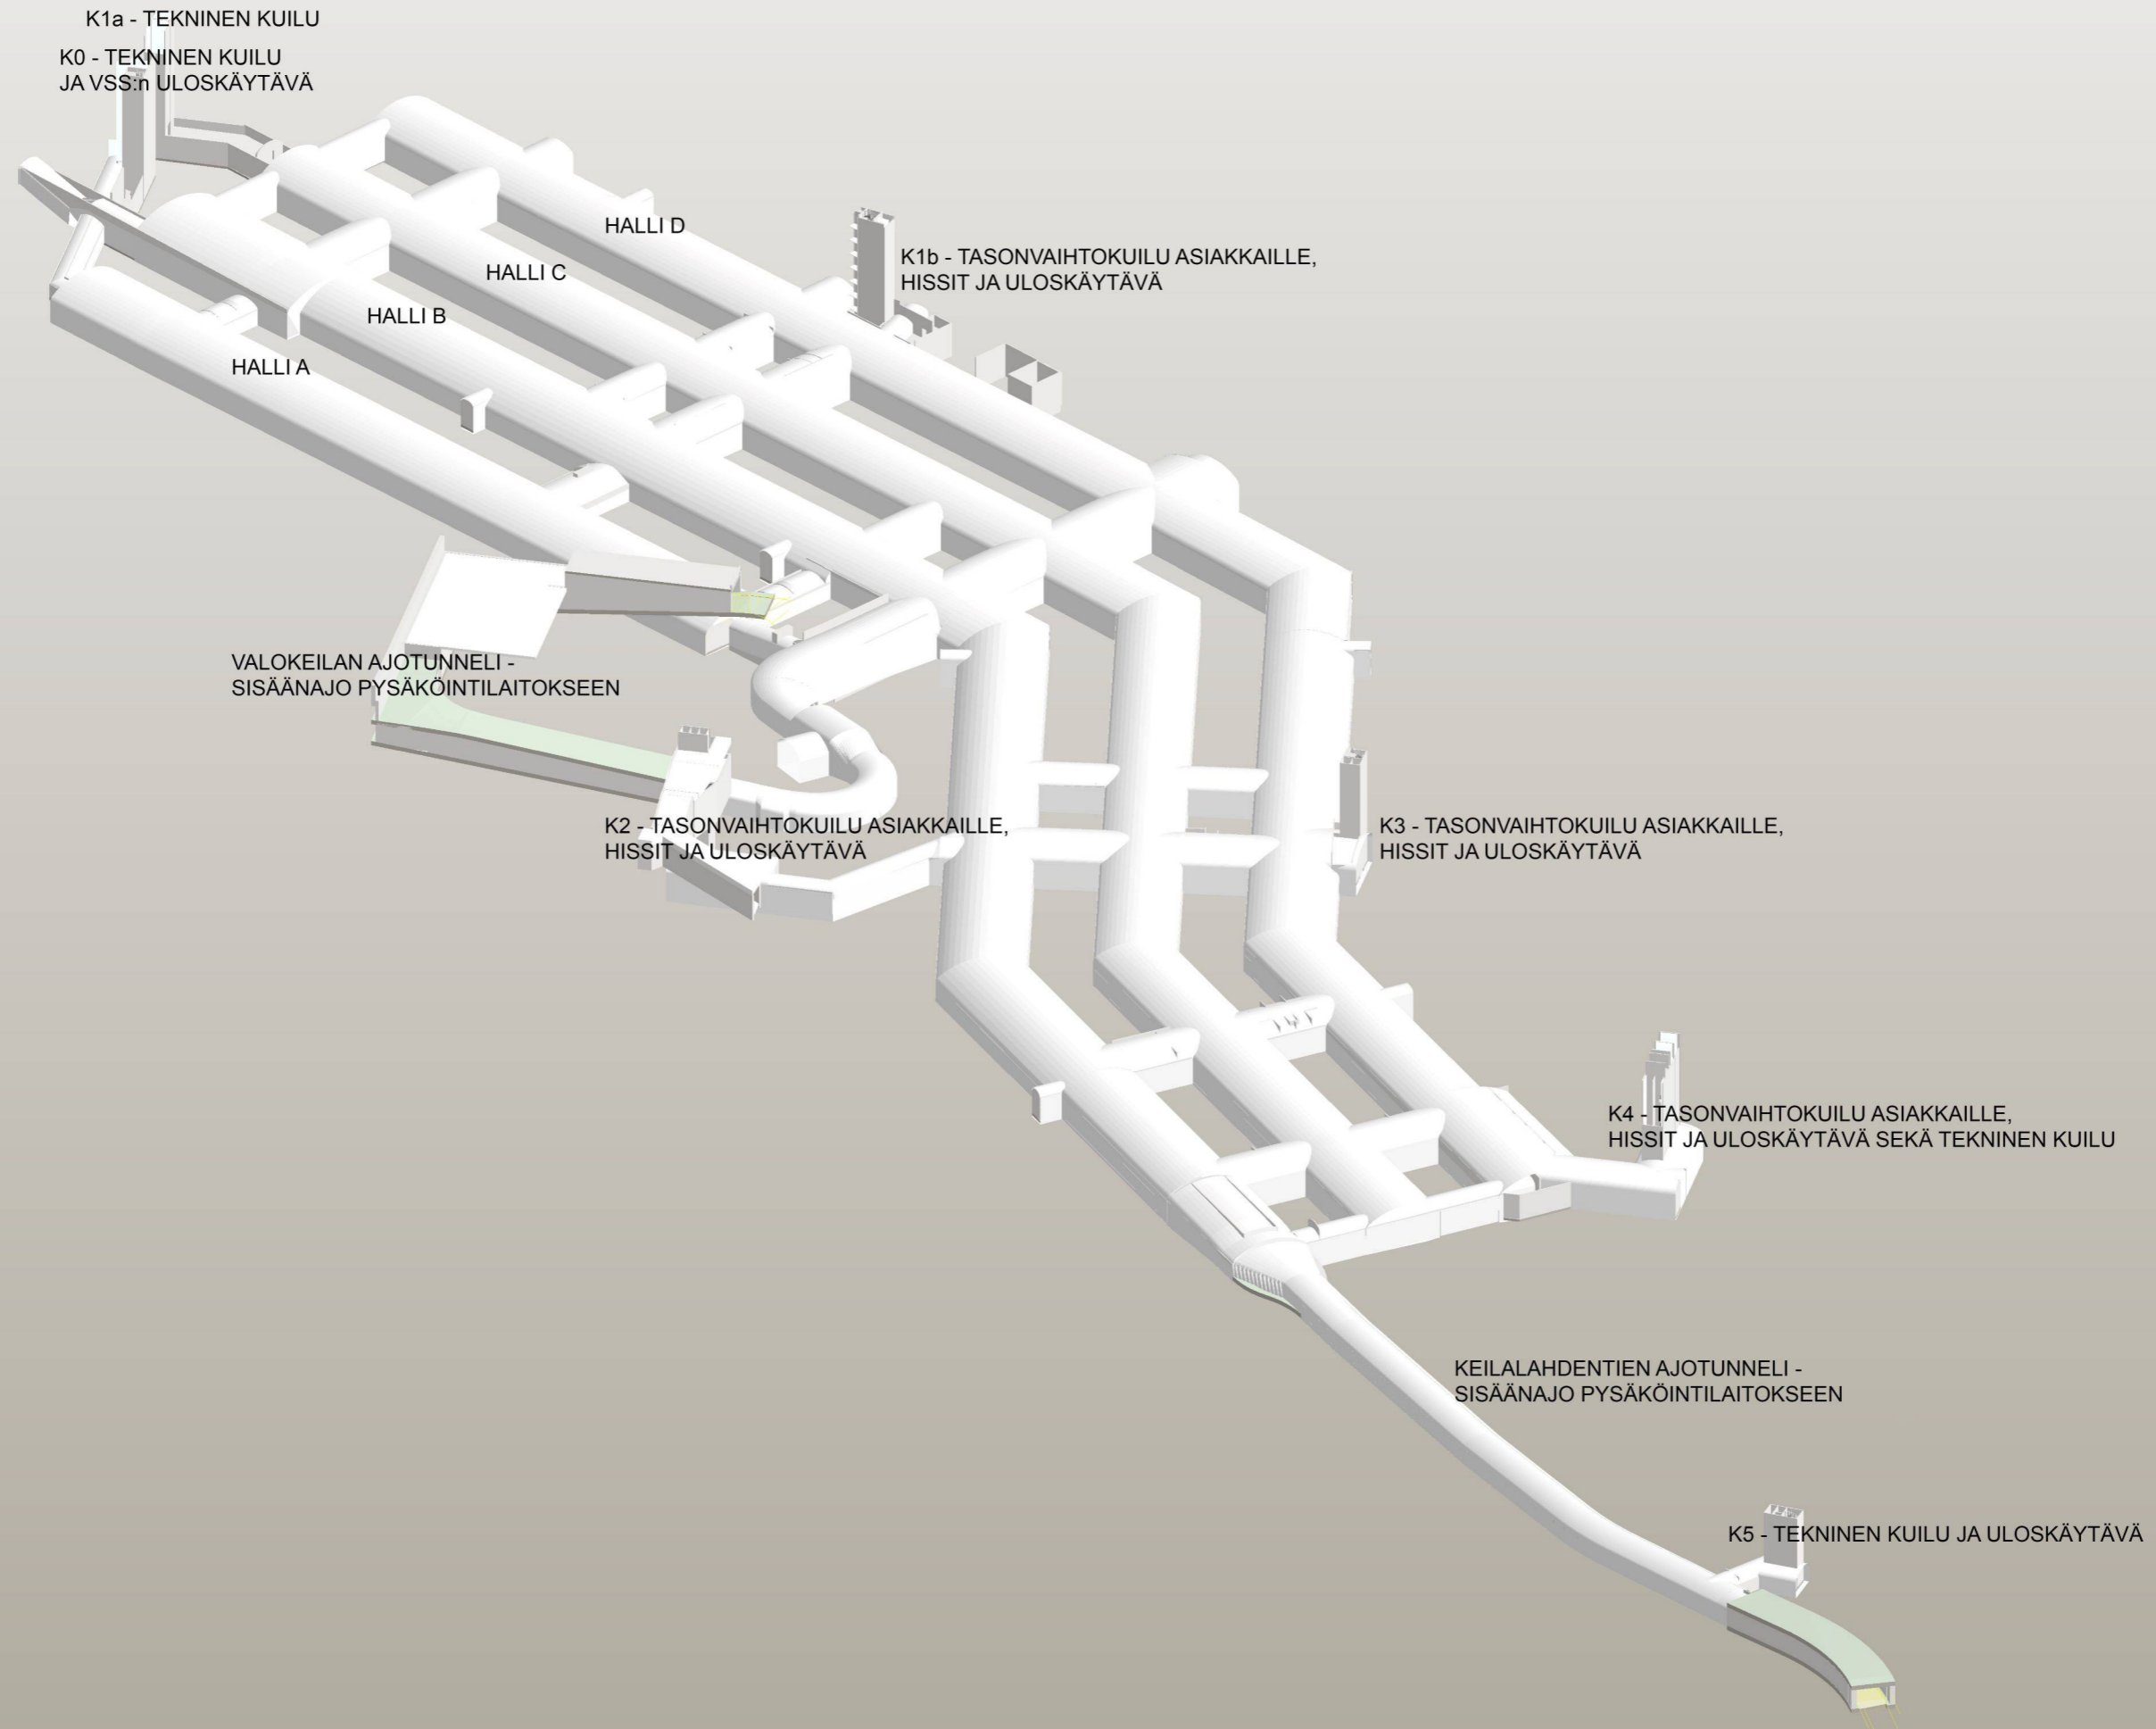 K1a - TEKNINEN KUILU
K0 - TEKNINEN KUILU
JA VSS:n ULOSKÄYTÄVÄ
HALLI D
K1b - TASONVAIHTOKUILU ASIAKKAILLE,
HISSIT JA ULOSKÄYTÄVÄ
HALLI C
HALLI B
HALLI A
VALOKEILAN AJOTUNNELI -
SISÄÄNAJO PYSÄKÖINTILAITOKSEEN
K2 - TASONVAIHTOKUILU ASIAKKAILLE,
HISSIT JA ULOSKÄYTÄVÄ
K3 - TASONVAIHTOKUILU ASIAKKAILLE,
HISSIT JA ULOSKÄYTÄVÄ
K4 - TASONVAIHTOKUILU ASIAKKAILLE,
HISSIT JA ULOSKÄYTÄVÄ SEKÄ TEKNINEN KUILU
KEILALAHDENTIEN AJOTUNNELI -
SISÄÄNAJO PYSÄKÖINTILAITOKSEEN
K5 - TEKNINEN KUILU JA ULOSKÄYTÄVÄ